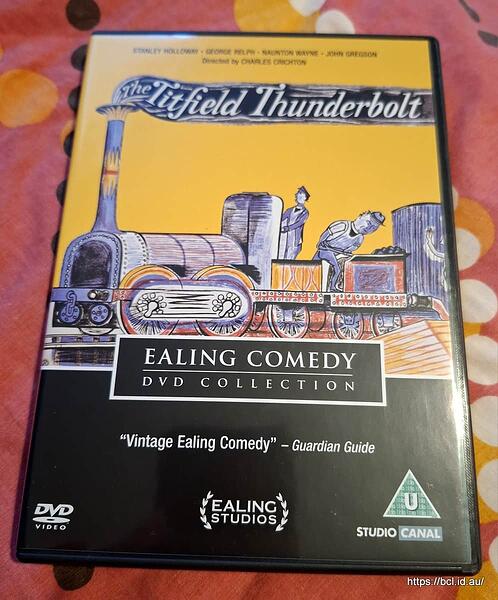 STANLEY HOLLOWAY · GEORGE RELPH · NAUNTON WAYNE · JOHN GREGSON
Directed by CHARLES CRICHTON
The Titfield Thunderbolt
EALING COMEDY
DVD COLLECTION
“Vintage Ealing Comedy” – Guardian Guide
DVD
VIDEO
EALING
STUDIOS
U
STUDIO CANAL
https://bcl.id.au/